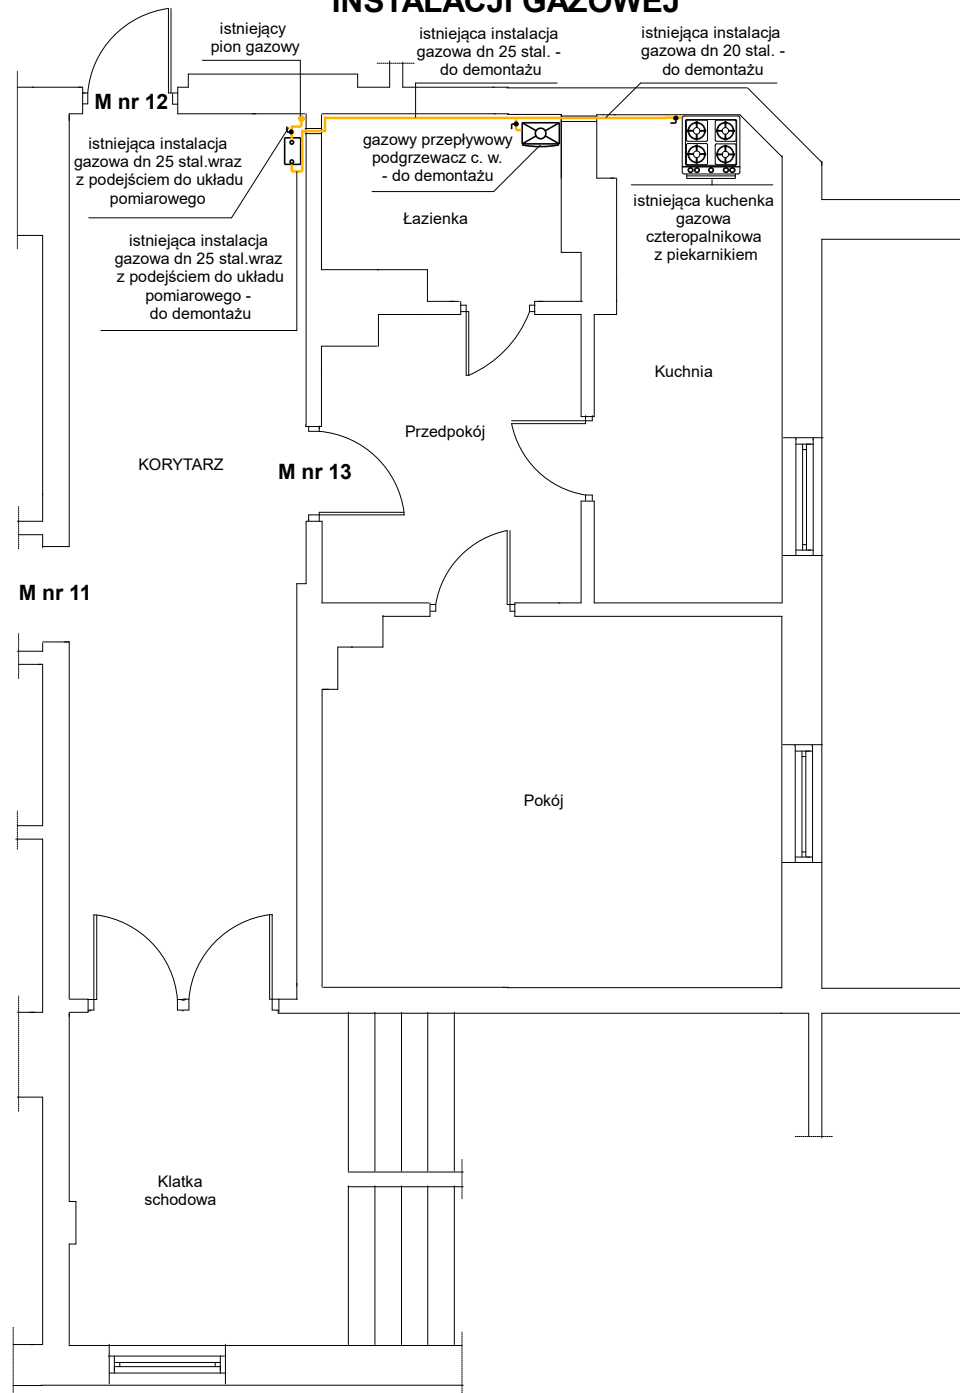 INSTALACJI GAZOWEJ
istniejący
pion gazowy
istniejąca instalacja
gazowa dn 25 stal. -
do demontażu
istniejąca instalacja
gazowa dn 20 stal. -
do demontażu
M nr 12
istniejąca instalacja
gazowa dn 25 stal.wraz
z podejściem do układu
pomiarowego
gazowy przepływowy
podgrzewacz c. w.
- do demontażu
istniejąca kuchenka
gazowa
czteropalnikowa
z piekarnikiem
Łazienka
istniejąca instalacja
gazowa dn 25 stal.wraz
z podejściem do układu
pomiarowego -
do demontażu
Kuchnia
Przedpokój
KORYTARZ
M nr 13
M nr 11
Pokój
Klatka
schodowa